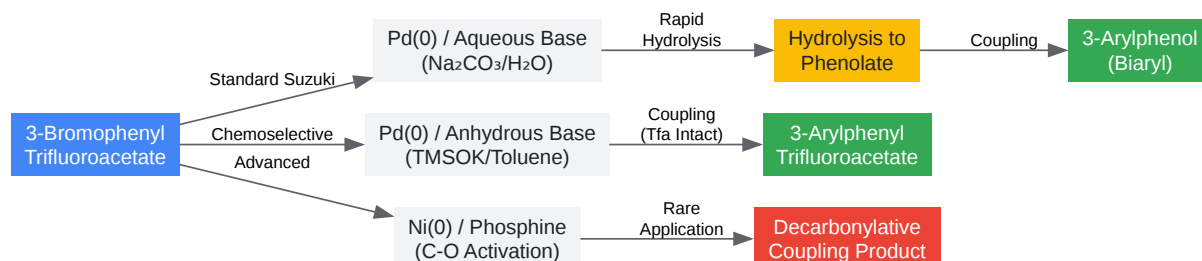 3-Bromophenyl
Trifluoroacetate
Standard Suzuki
Chemoselective
Advanced
Pd(0) / Aqueous Base
(Na₂CO₃/H₂O)
Rapid
Hydrolysis
Hydrolysis to
Phenolate
Coupling
3-Arylphenol
(Biaryl)
Pd(0) / Anhydrous Base
(TMSOK/Toluene)
Coupling
(Tfa Intact)
3-Arylphenyl
Trifluoroacetate
Ni(0) / Phosphine
(C-O Activation)
Rare
Application
Decarbonylative
Coupling Product